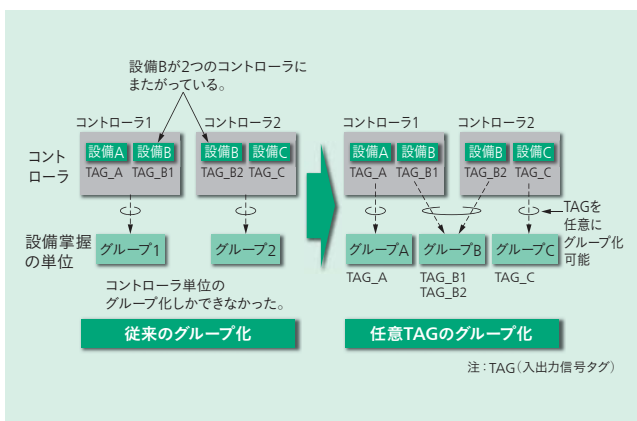 設備Bが2つのコントローラに
またがっている。
コントローラ1
コントローラ2
コント
ローラ
設備A
設備B
設備B
設備C
TAG_A
TAG_B1
TAG_B2
TAG_C
設備掌握
の単位
グループ1
グループ2
コントローラ単位の
グループ化しかできなかった。
従来のグループ化
コントローラ1
コントローラ2
設備A
設備B
設備B
設備C
TAG_A
TAG_B1
TAG_B2
TAG_C
TAGを
任意に
グループ化
可能
グループA
グループB
グループC
TAG_A
TAG_B1
TAG_B2
TAG_C
任意TAGのグループ化
注：TAG（入出力信号タグ）